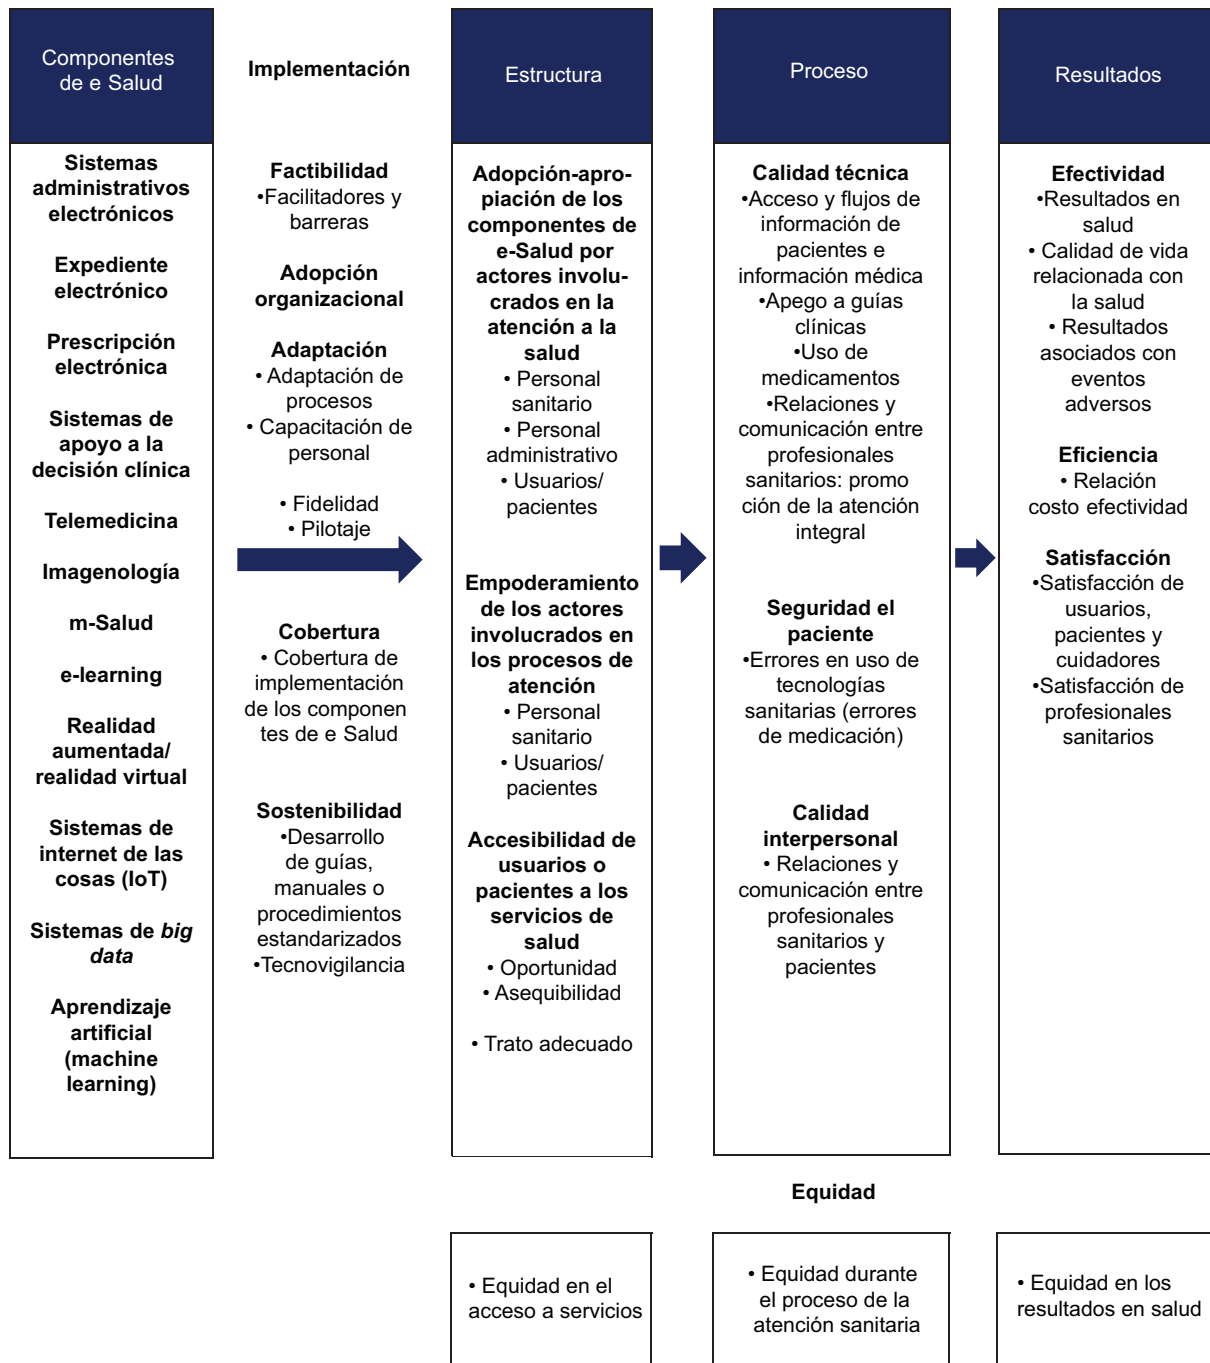 Componentes
de e Salud
Sistemas
administrativos
electrónicos
Expediente
electrónico
Prescripción
electrónica
Sistemas de
apoyo a la
decisión clínica
Telemedicina
Imagenología
m-Salud
e-learning
Realidad
aumentada/
realidad virtual
Sistemas de
internet de las
cosas (IoT)
Sistemas de big
data
Aprendizaje
artificial
(machine
learning)
Implementación
Factibilidad
•Facilitadores y
barreras
Adopción
organizacional
Adaptación
• Adaptación de
procesos
• Capacitación de
personal
• Fidelidad
• Pilotaje
Cobertura
• Cobertura de
implementación
de los componen
tes de e Salud
Sostenibilidad
•Desarrollo
de guías,
manuales o
procedimientos
estandarizados
•Tecnovigilancia
Estructura
Adopción-apro-
piación de los
componentes de
e-Salud por
actores involu-
crados en la
atención a la
salud
• Personal
sanitario
• Personal
administrativo
• Usuarios/
pacientes
Empoderamiento
de los actores
involucrados en
los procesos de
atención
• Personal
sanitario
• Usuarios/
pacientes
Accesibilidad de
usuarios o
pacientes a los
servicios de
salud
• Oportunidad
• Asequibilidad
• Trato adecuado
Proceso
Calidad técnica
•Acceso y flujos de
información de
pacientes e
información médica
•Apego a guías
clínicas
•Uso de
medicamentos
•Relaciones y
comunicación entre
profesionales
sanitarios: promo
ción de la atención
integral
Seguridad el
paciente
•Errores en uso de
tecnologías
sanitarias (errores
de medicación)
Calidad
interpersonal
• Relaciones y
comunicación entre
profesionales
sanitarios y
pacientes
Resultados
Efectividad
•Resultados en
salud
• Calidad de vida
relacionada con
la salud
• Resultados
asociados con
eventos
adversos
Eficiencia
• Relación
costo efectividad
Satisfacción
•Satisfacción de
usuarios,
pacientes y
cuidadores
•Satisfacción de
profesionales
sanitarios
Equidad
• Equidad en el
acceso a servicios
• Equidad durante
el proceso de la
atención sanitaria
• Equidad en los
resultados en salud